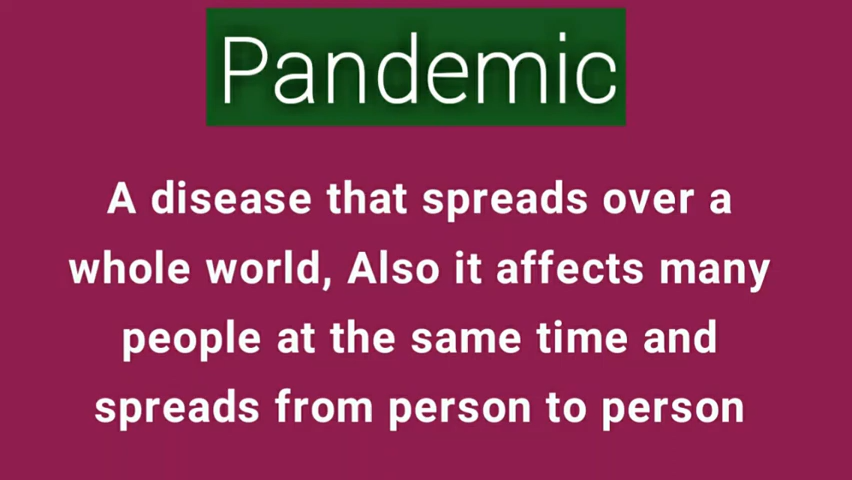 Pandemic
A disease that spreads over a
whole world, Also it affects many
people at the same time and
spreads from person to person